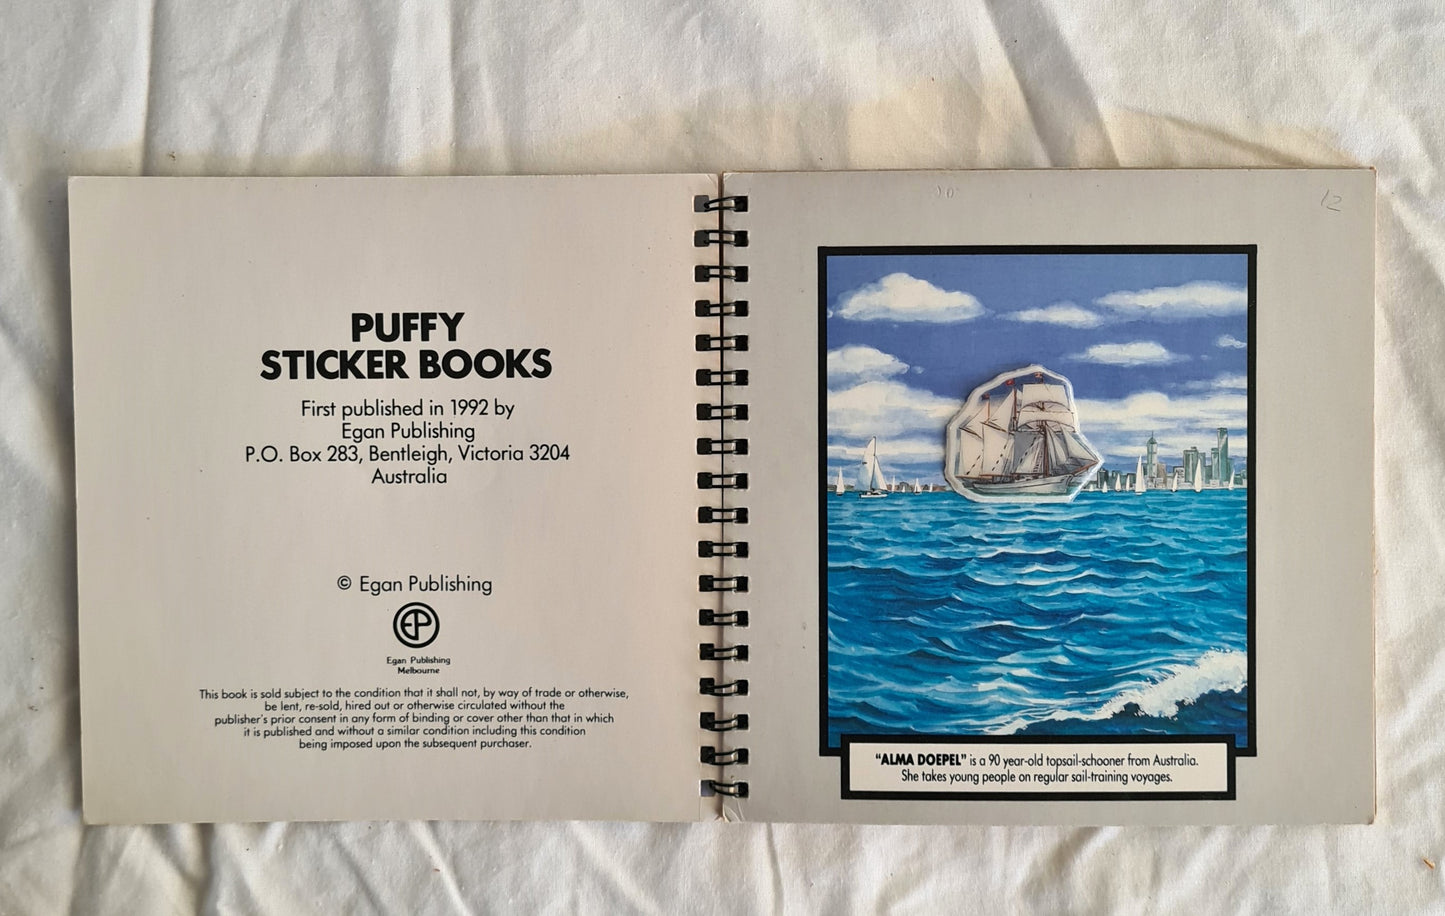 PUFFY
STICKER BOOKS
First published in 1992 by
Egan Publishing
P.O. Box 283, Bentleigh, Victoria 3204
Australia
© Egan Publishing
EP
Egan Publishing
Melbourne
This book is sold subject to the condition that it shall not, by way of trade or otherwise,
be lent, re-sold, hired out or otherwise circulated without the
publisher's prior consent in any form of binding or cover other than that in which
it is published and without a similar condition including this condition
being imposed upon the subsequent purchaser.
12
"ALMA DOEPEL" is a 90 year-old topsail-schooner from Australia.
She takes young people on regular sail-training voyages.